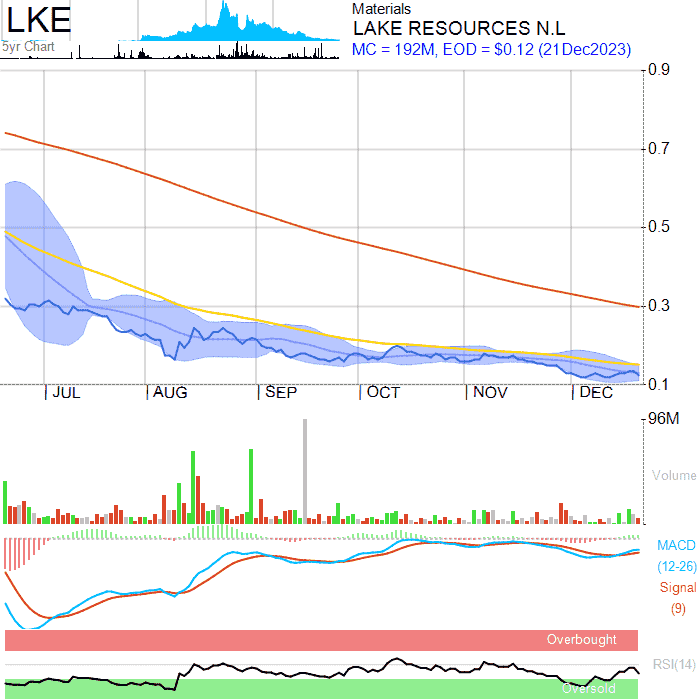 LKE
5yr Chart
Materials
LAKE RESOURCES N.L
MC = 192M, EOD = $0.12 (21Dec2023)
0.9
0.7
0.5
0.3
0.1
JUL AUG SEP OCT NOV DEC
96M
Volume
MACD
(12-26)
Signal
(9)
Overbought
RSI(14)
Oversold